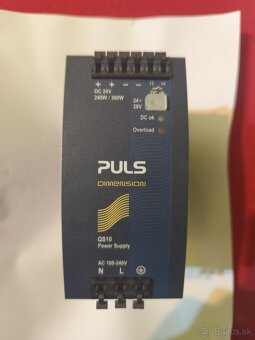 + + − − 13 14
DC 24V
240W / 360W
24-
28V
DC ok
Overload
PULS
DIMENSION
QS10
Power Supply
AC 100-240V
N L
bazos.sk